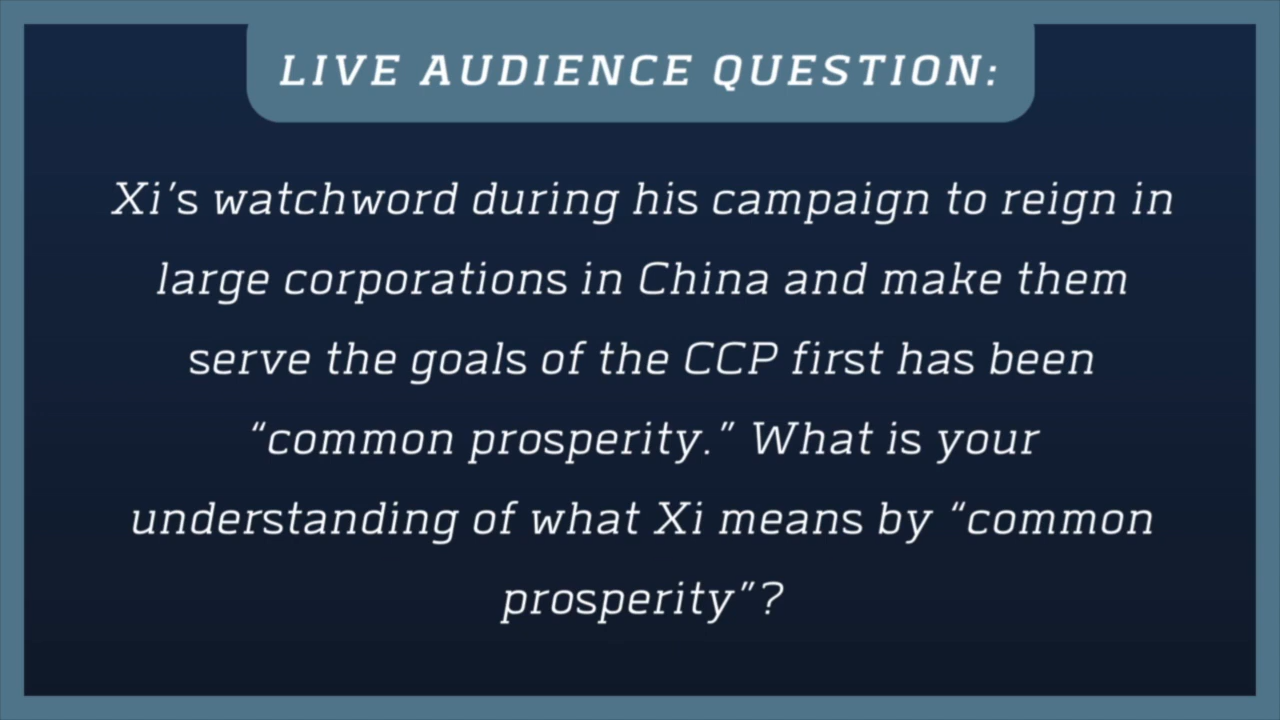 LIVE AUDIENCE QUESTION:
Xi’s watchword during his campaign to reign in
large corporations in China and make them
serve the goals of the CCP first has been
“common prosperity.” What is your
understanding of what Xi means by “common
prosperity”?